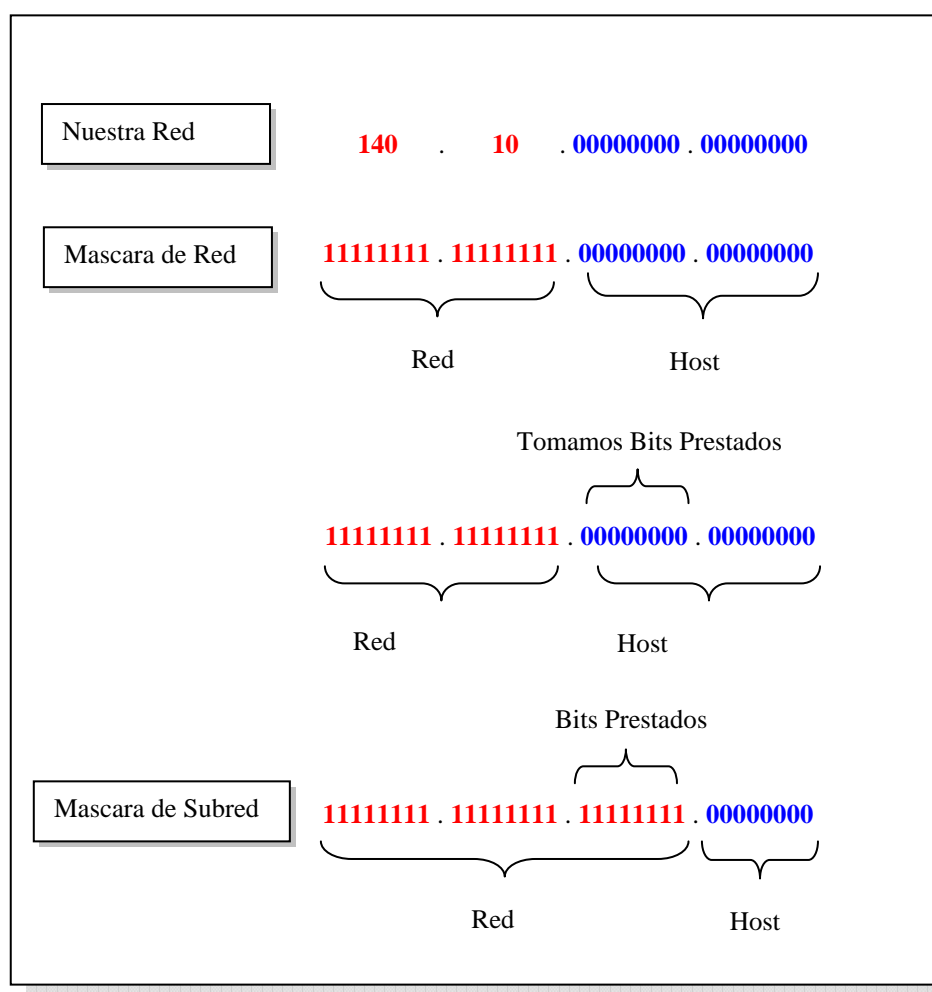 Nuestra Red
140 . 10 .00000000 . 00000000
Mascara de Red
11111111 . 11111111 . 00000000 . 00000000
Red Host
Tomamos Bits Prestados
11111111 . 11111111 . 00000000 . 00000000
Red Host
Bits Prestados
Mascara de Subred
11111111 . 11111111 . 11111111 . 00000000
Red Host